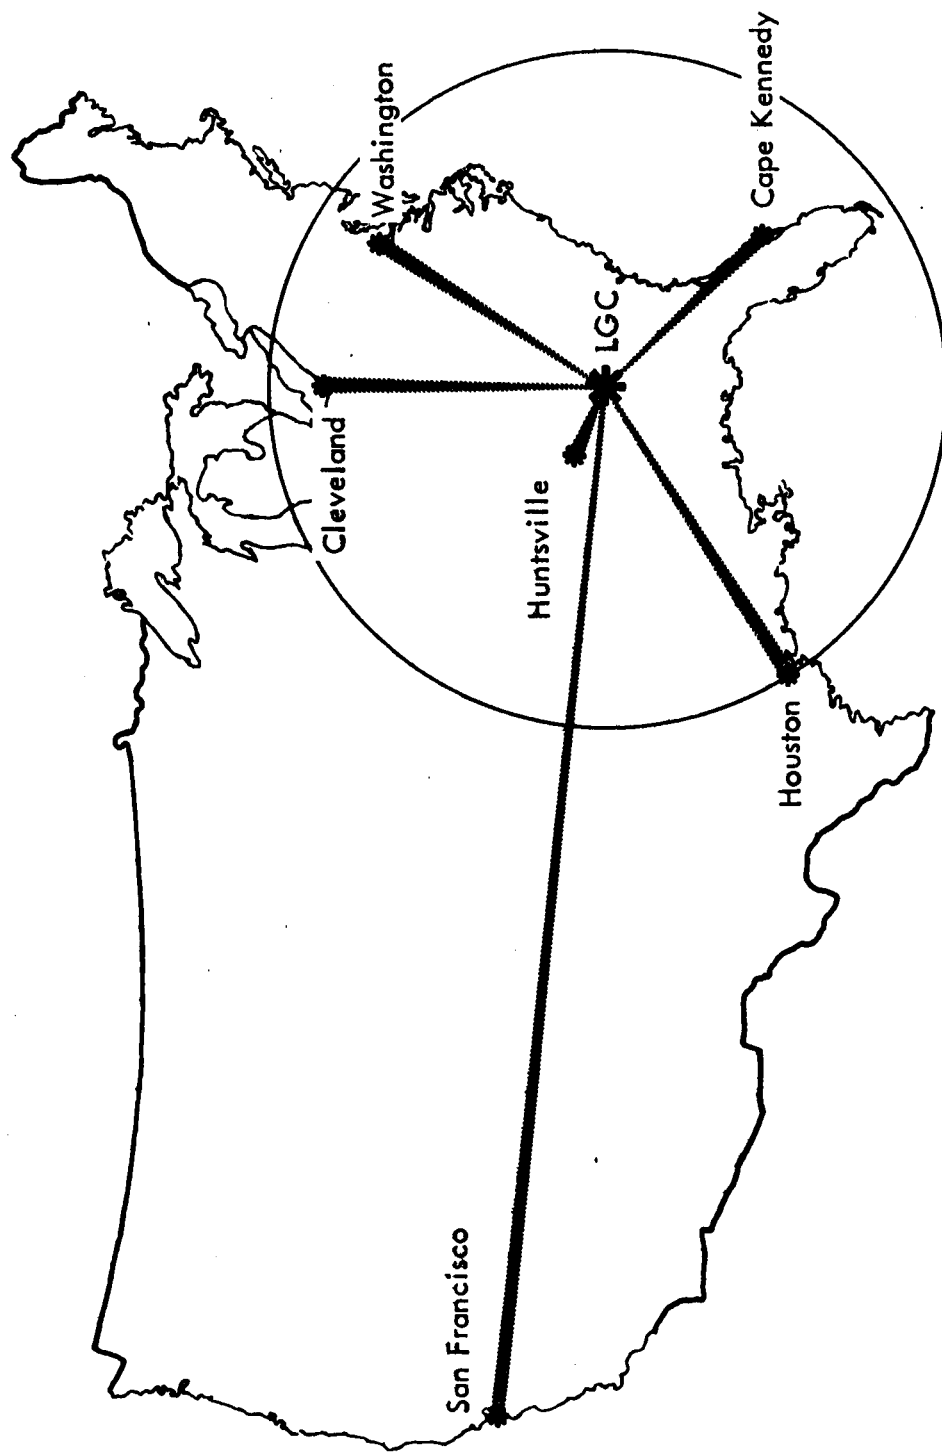 Washington
Cleveland
LGC
Cape Kennedy
Huntsville
San Francisco
Houston